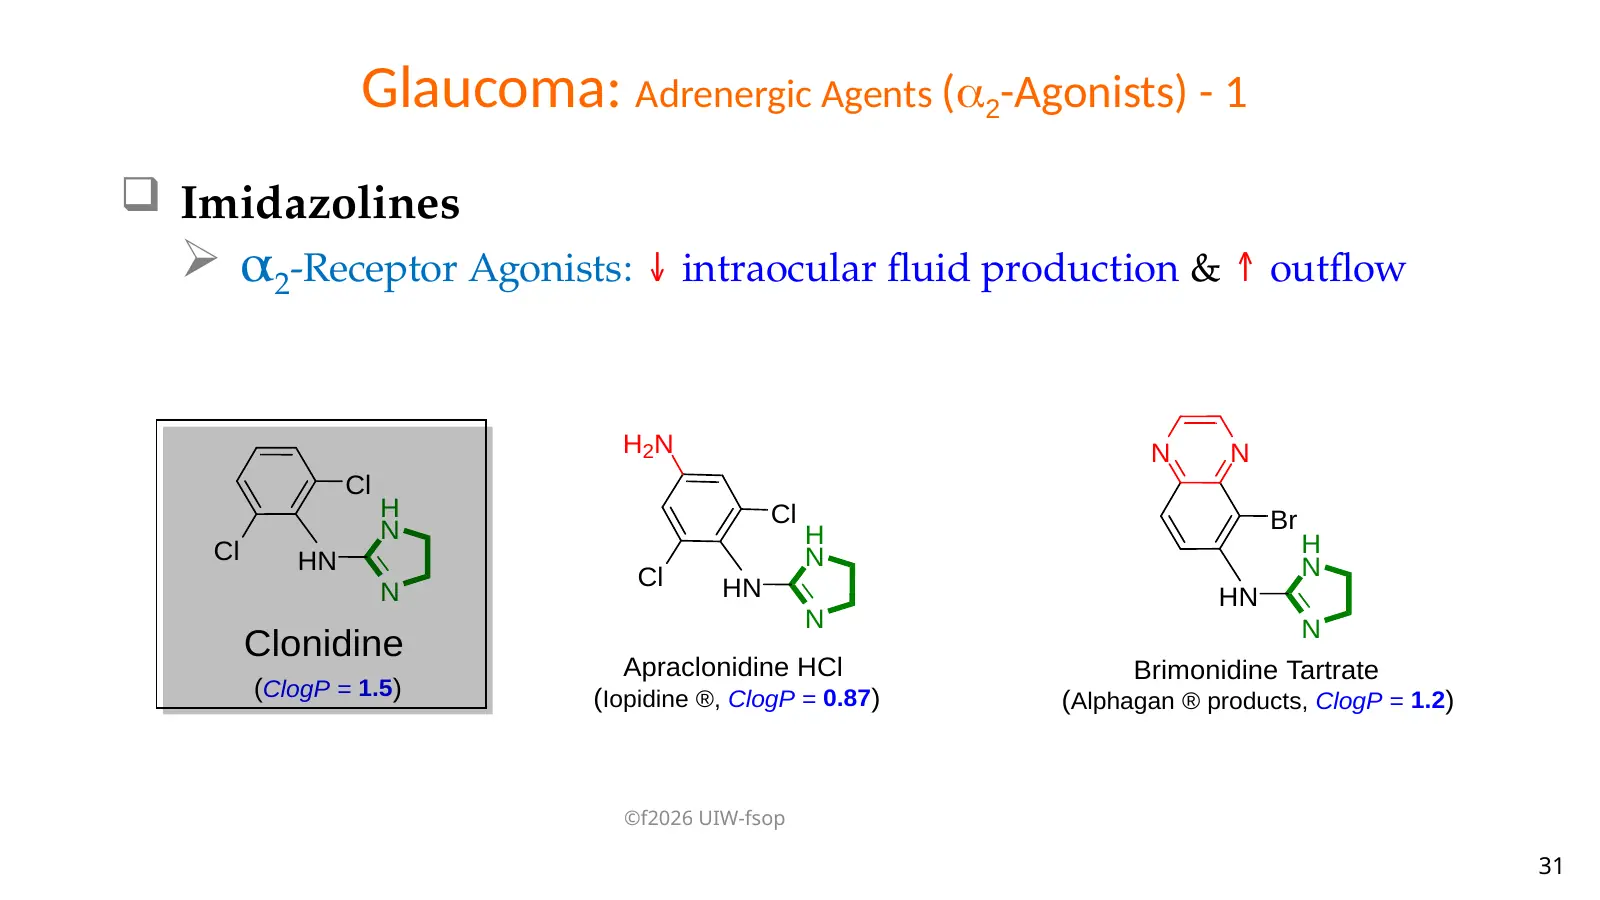 Glaucoma: Adrenergic Agents (α2-Agonists) - 1
Imidazolines
α2-Receptor Agonists: ↓ intraocular fluid production & ↑ outflow
Cl
Cl
HN
H
N
N
Clonidine
(ClogP = 1.5)
H2N
Cl
Cl
HN
H
N
N
Apraclonidine HCl
(Iopidine ®, ClogP = 0.87)
N N
Br
HN
H
N
N
Brimonidine Tartrate
(Alphagan ® products, ClogP = 1.2)
©f2026 UIW-fsop
31